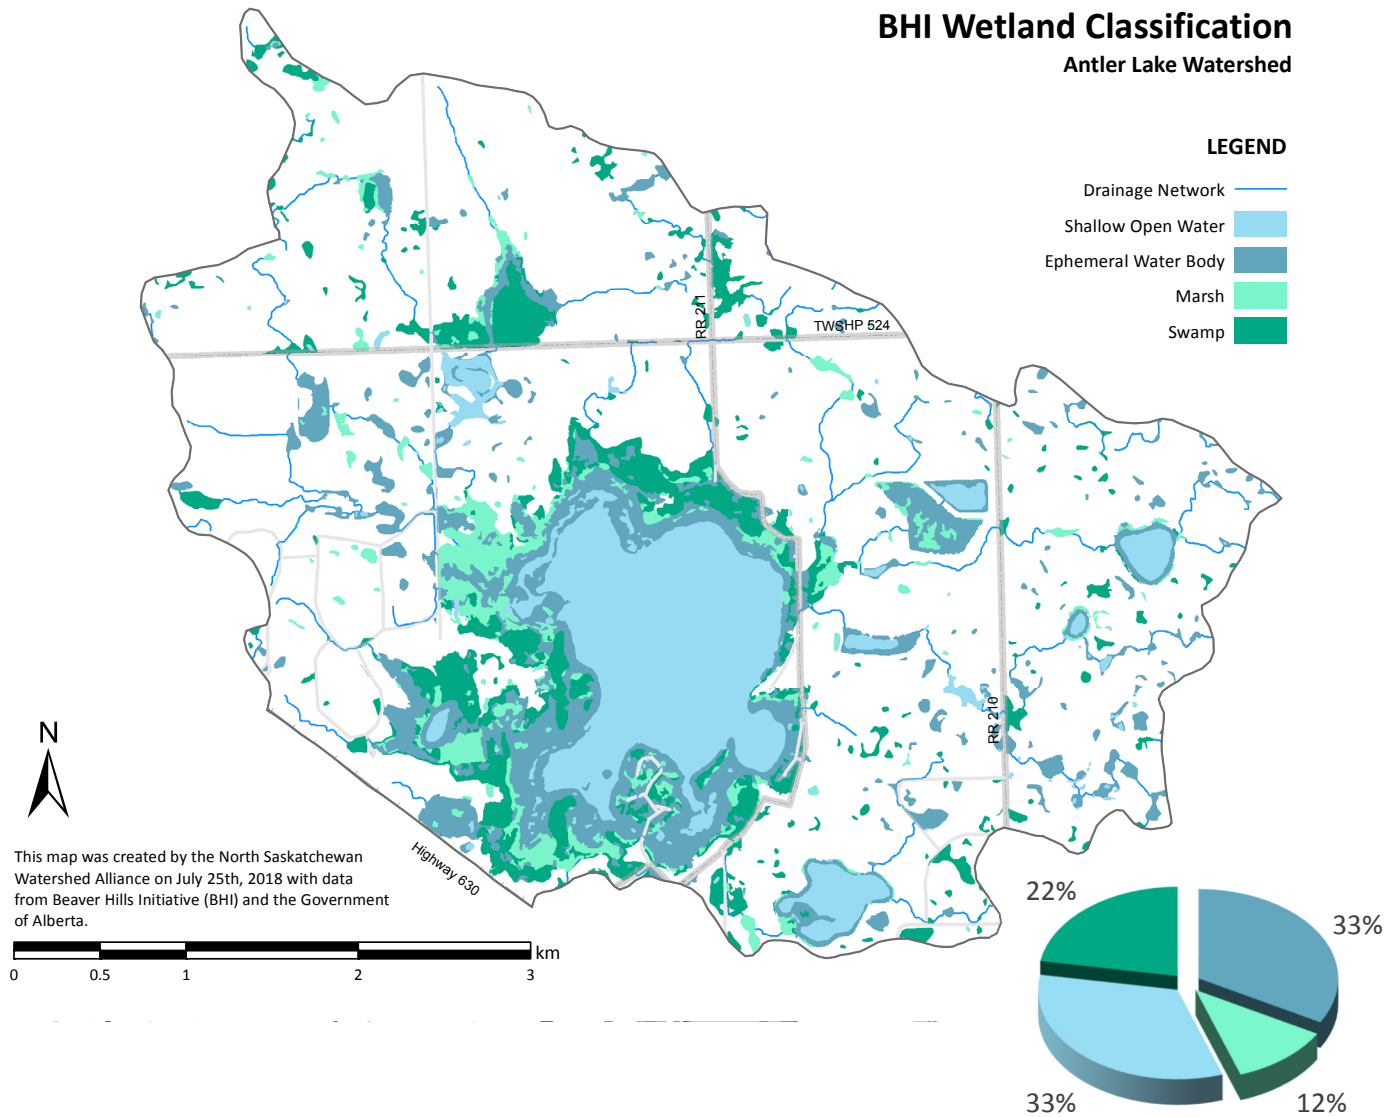 BHI Wetland Classification
Antler Lake Watershed
LEGEND
Drainage Network
Shallow Open Water
Ephemeral Water Body
Marsh
Swamp
RR 211
TWSHP 524
RR 210
Highway 630
N
This map was created by the North Saskatchewan
Watershed Alliance on July 25th, 2018 with data
from Beaver Hills Initiative (BHI) and the Government
of Alberta.
km
0 0.5 1 2 3
22%
33%
33%
12%